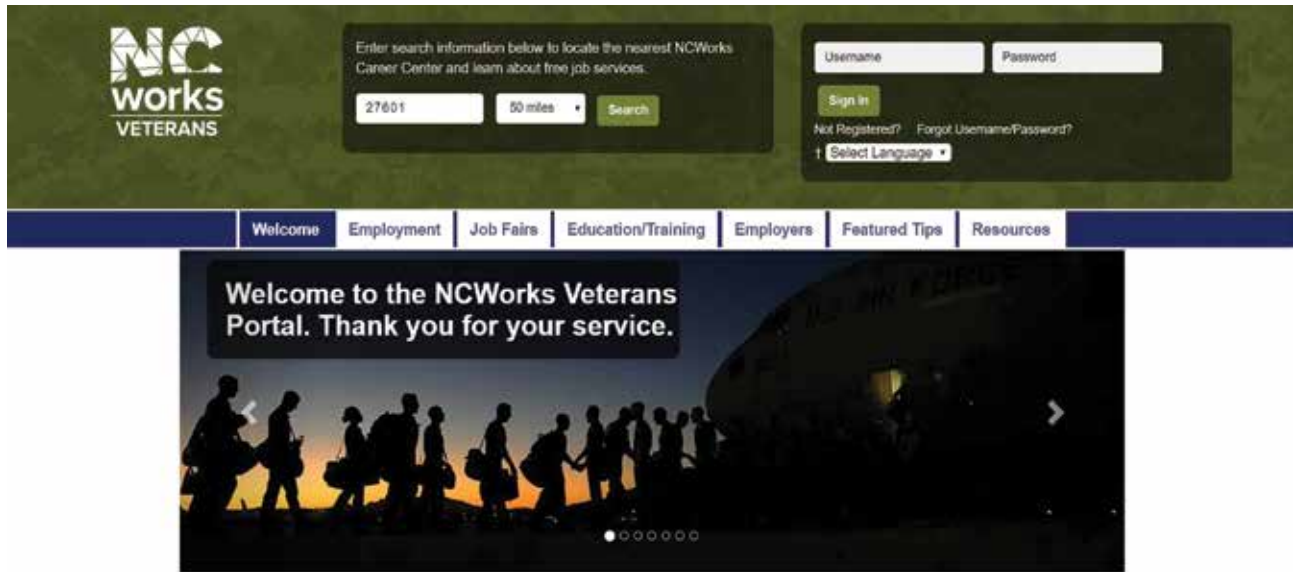 NC
works
VETERANS
Enter search information below to locate the nearest NCWorks
Career Center and learn about free job services.
27601
50 miles
Search
Username
Password
Sign In
Not Registered? Forgot Username/Password?
† Select Language
Welcome
Employment
Job Fairs
Education/Training
Employers
Featured Tips
Resources
Welcome to the NCWorks Veterans
Portal. Thank you for your service.
FORCE